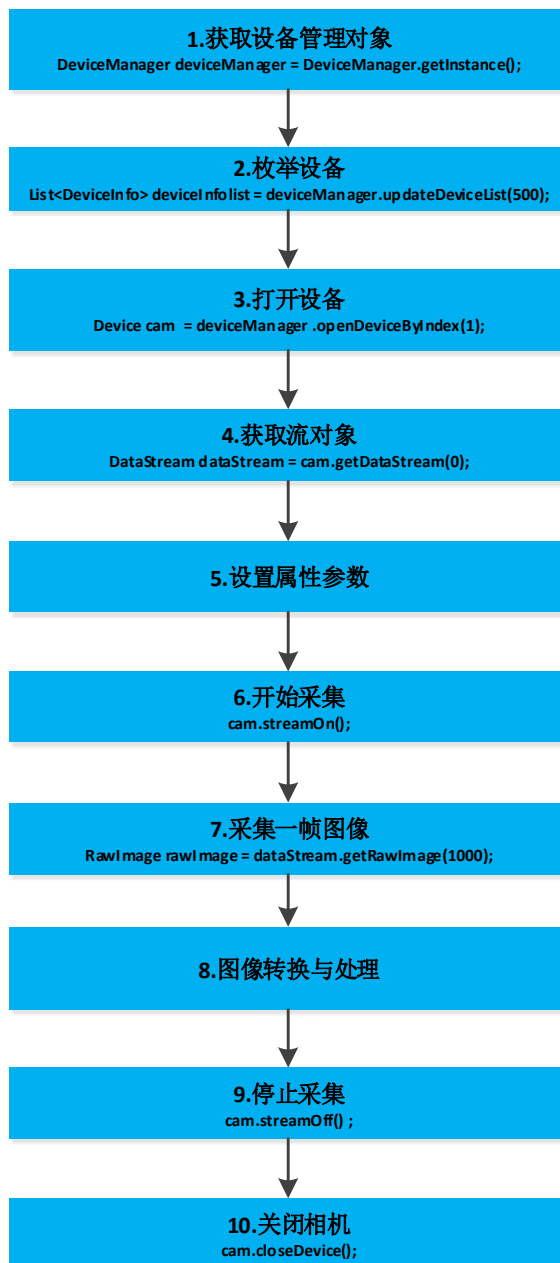 1.获取设备管理对象
DeviceManager deviceManager = DeviceManager.getInstance();
2.枚举设备
List<DeviceInfo> deviceInfolist = deviceManager.updateDeviceList(500);
3.打开设备
Device cam  = deviceManager .openDeviceByIndex(1);
4.获取流对象
DataStream dataStream = cam.getDataStream(0);
5.设置属性参数
6.开始采集
cam.streamOn();
7.采集一帧图像
RawImage rawImage = dataStream.getRawImage(1000);
8.图像转换与处理
9.停止采集
cam.streamOff() ;
10.关闭相机
cam.closeDevice();